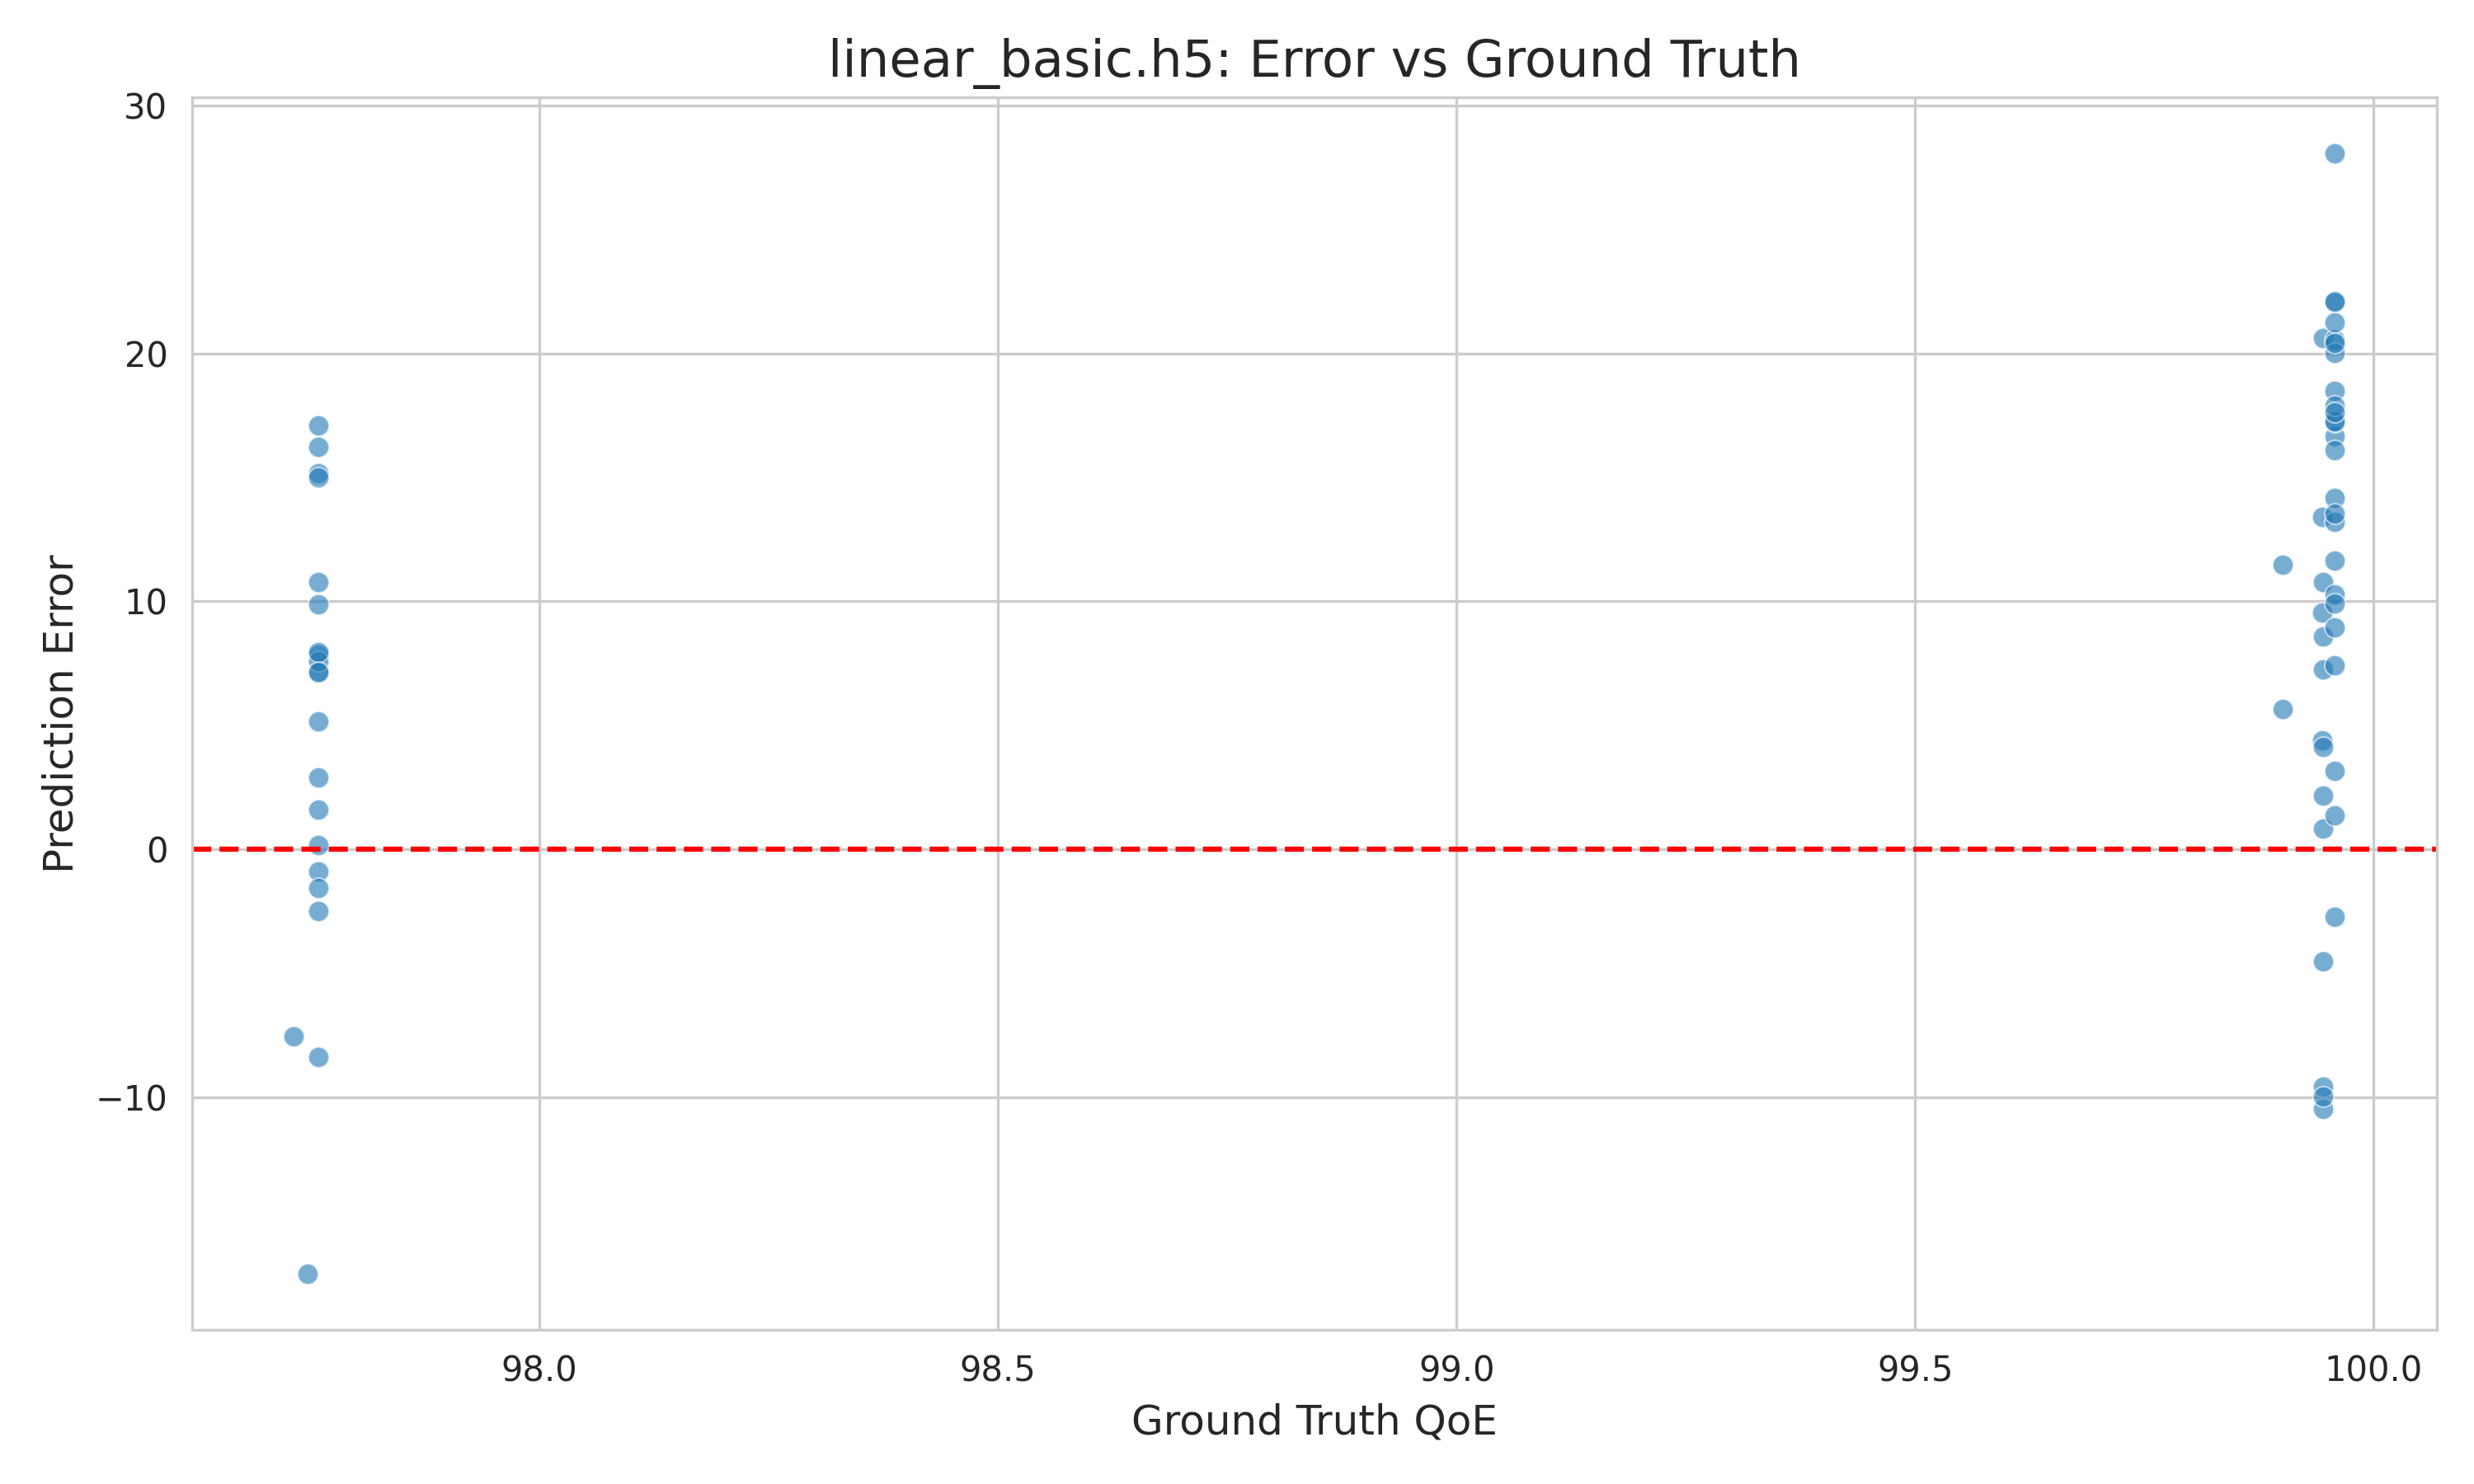 linear_basic.h5: Error vs Ground Truth
30
20
10
0
−10
Prediction Error
98.0 98.5 99.0 99.5 100.0
Ground Truth QoE